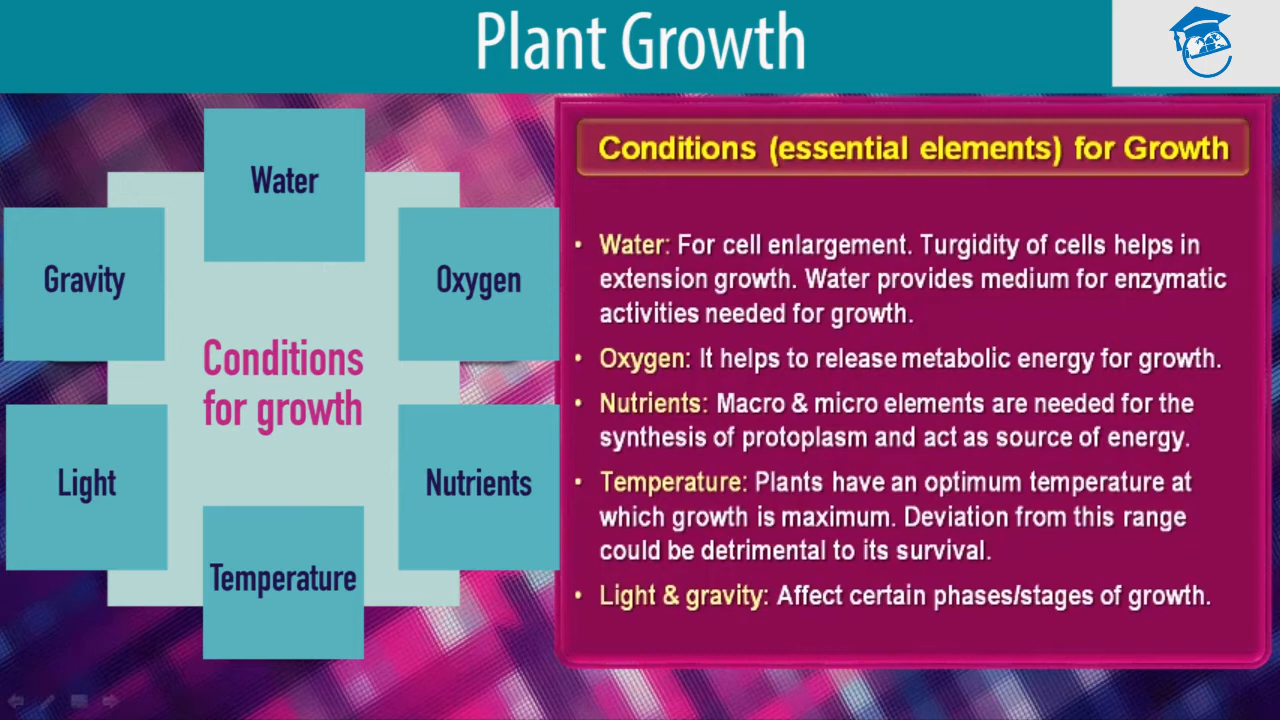 Plant Growth
Water
Gravity
Oxygen
Conditions
for growth
Light
Nutrients
Temperature
Conditions (essential elements) for Growth
• Water: For cell enlargement. Turgidity of cells helps in
extension growth. Water provides medium for enzymatic
activities needed for growth.
• Oxygen: It helps to release metabolic energy for growth.
• Nutrients: Macro & micro elements are needed for the
synthesis of protoplasm and act as source of energy.
• Temperature: Plants have an optimum temperature at
which growth is maximum. Deviation from this range
could be detrimental to its survival.
• Light & gravity: Affect certain phases/stages of growth.